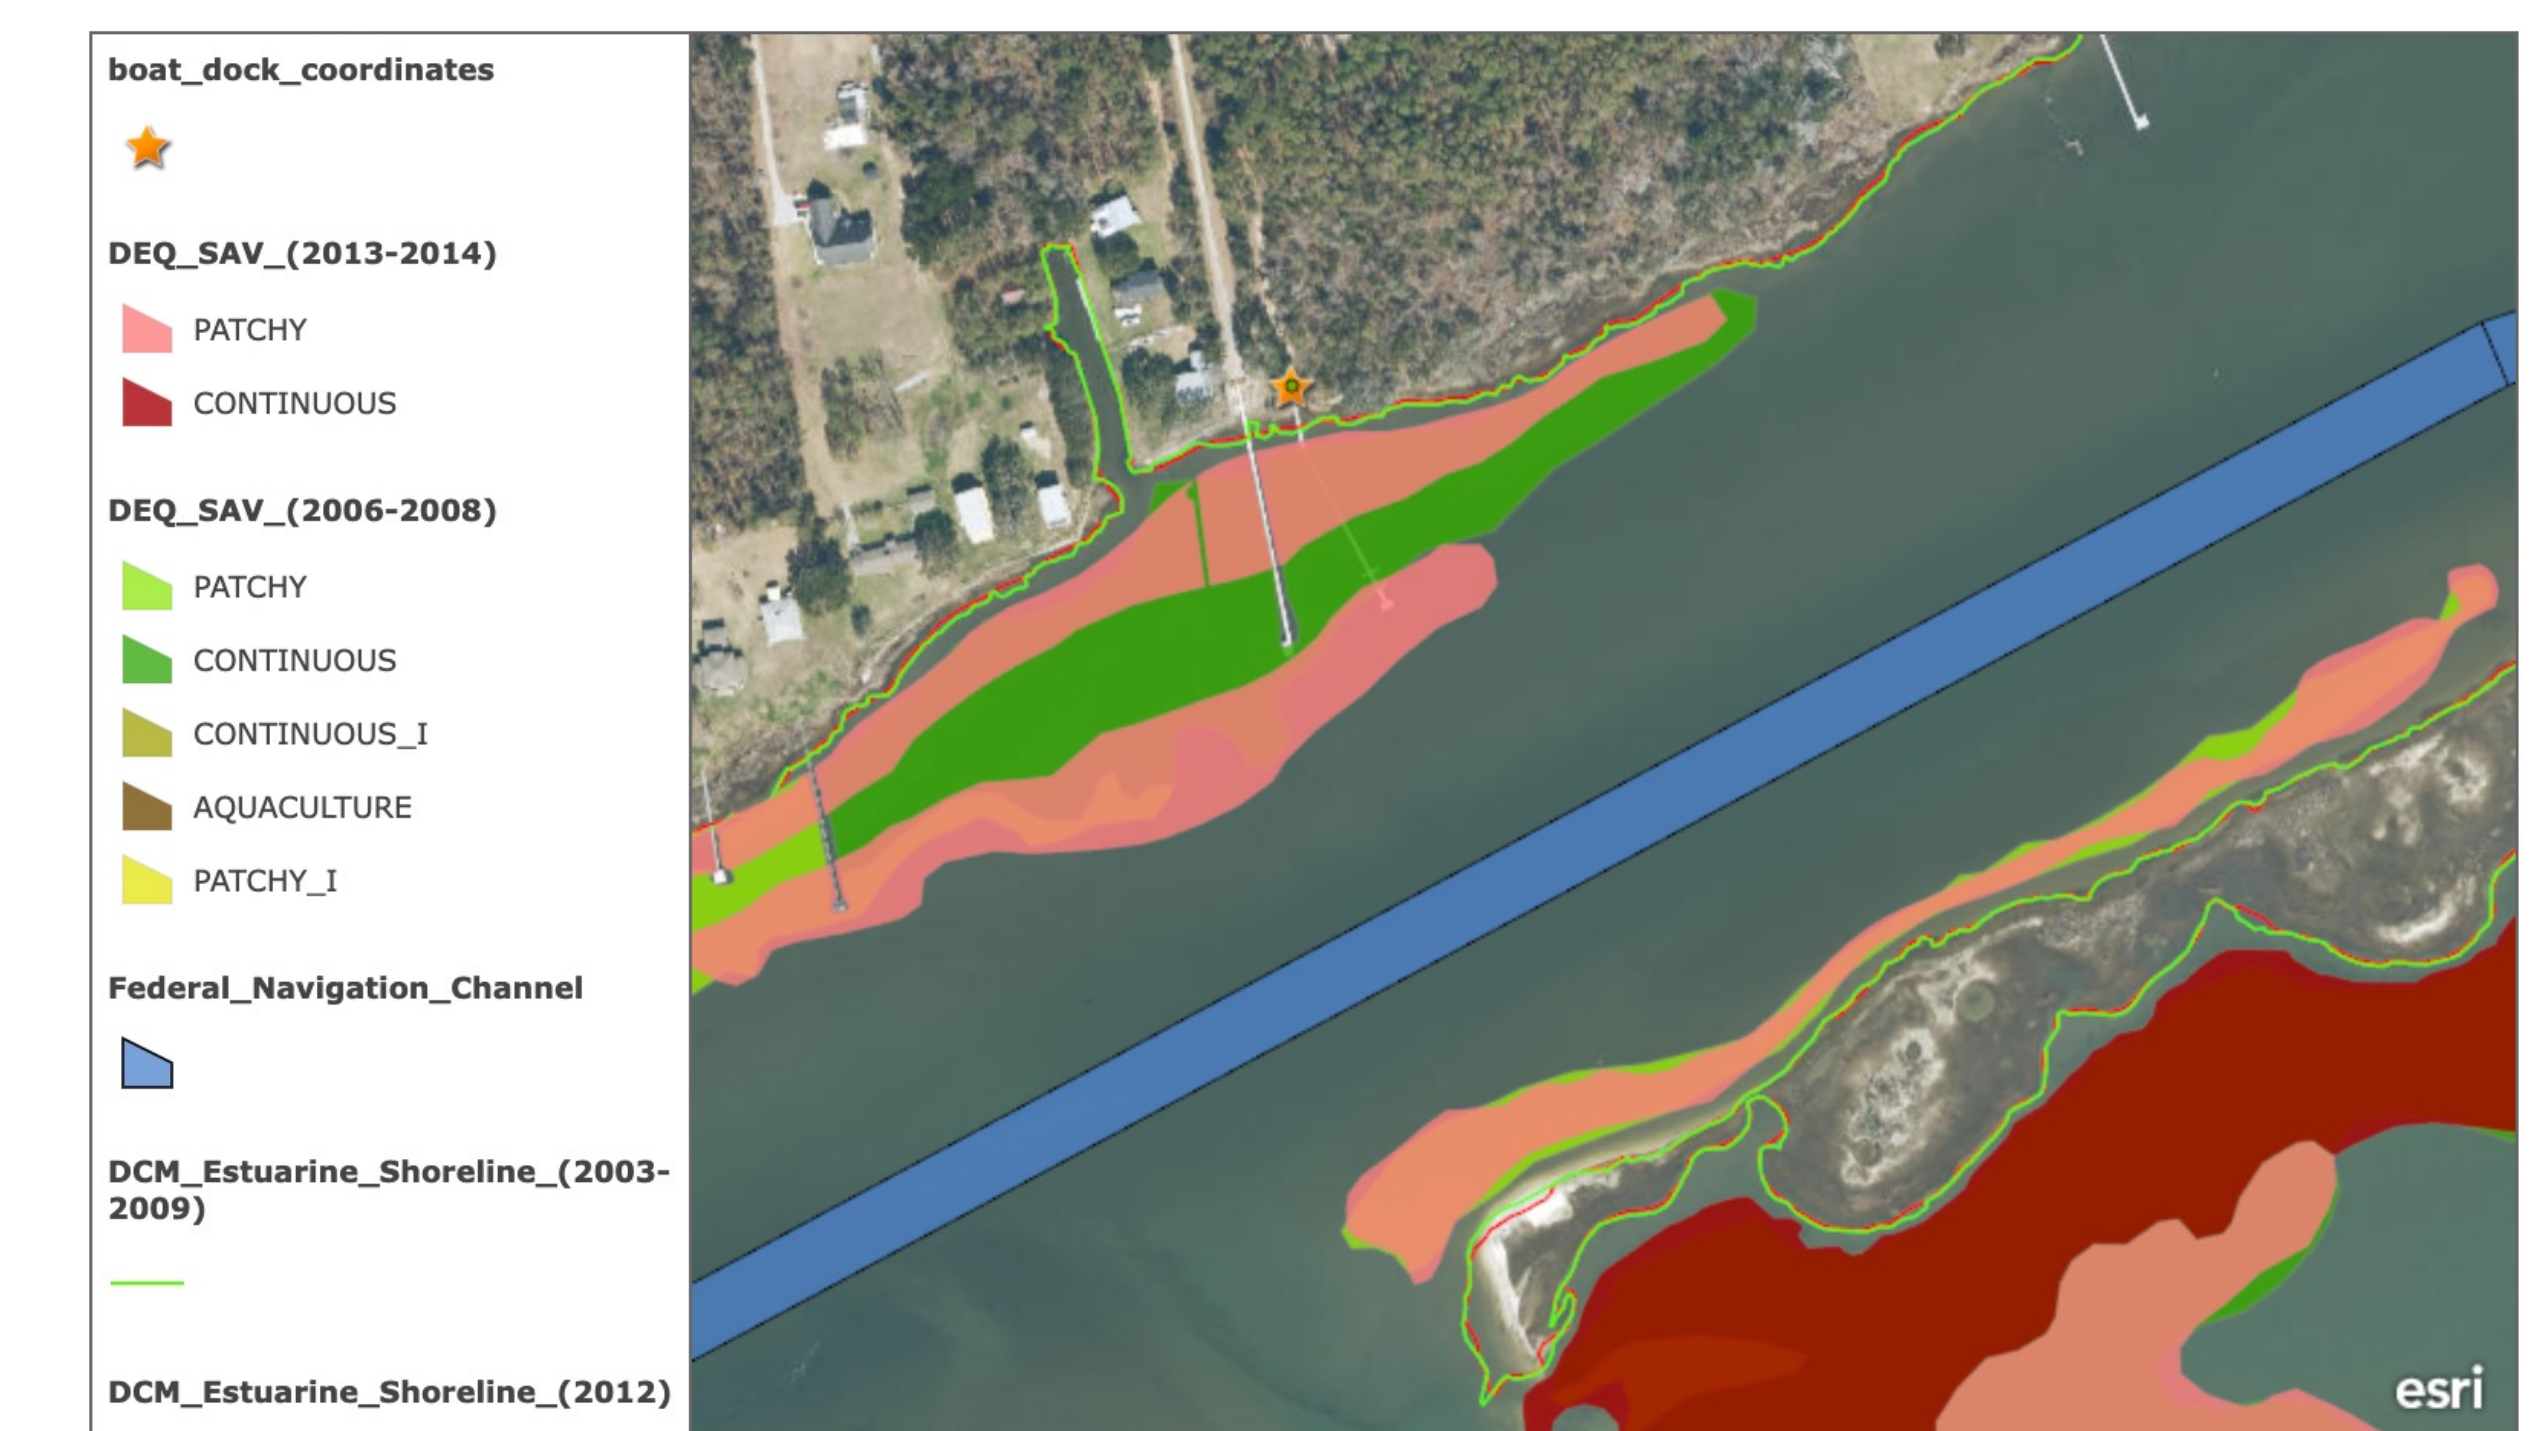 boat_dock_coordinates
DEQ_SAV_(2013-2014)
PATCHY
CONTINUOUS
DEQ_SAV_(2006-2008)
PATCHY
CONTINUOUS
CONTINUOUS_I
AQUACULTURE
PATCHY_I
Federal_Navigation_Channel
DCM_Estuarine_Shoreline_(2003-
2009)
DCM_Estuarine_Shoreline_(2012)
esri